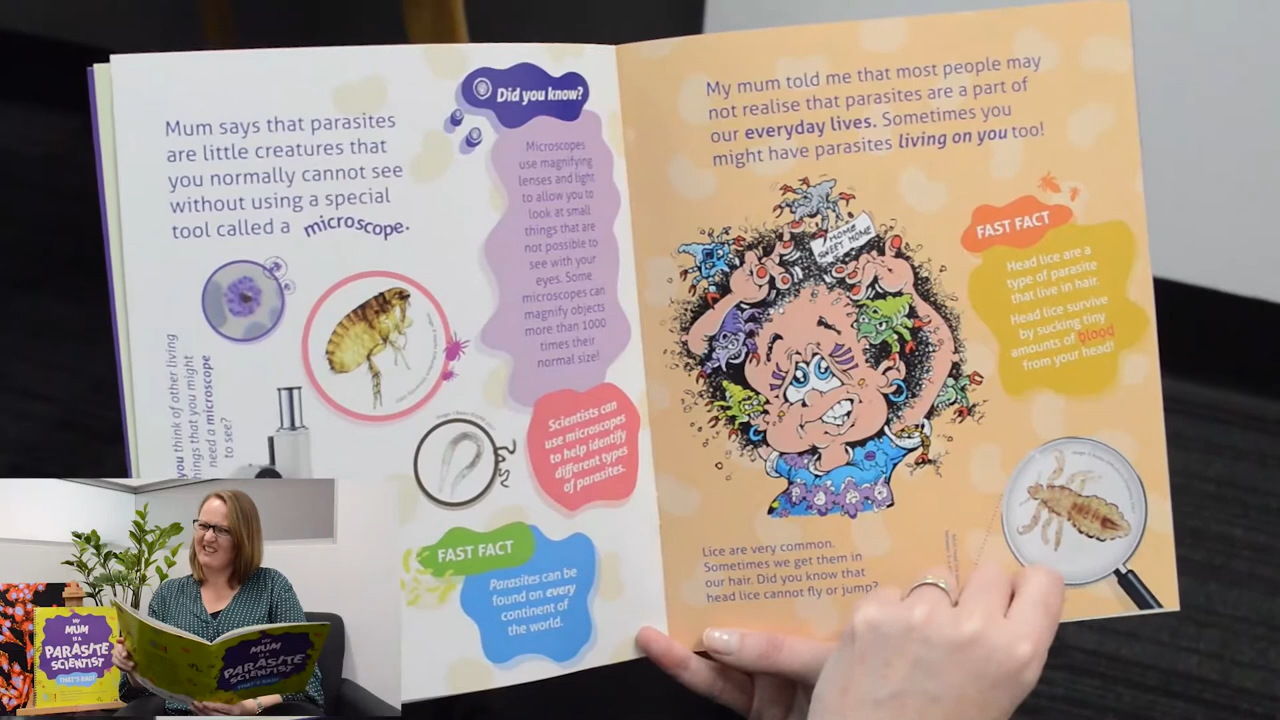 Mum says that parasites
are little creatures that
you normally cannot see
without using a special
tool called a microscope.
Did you know?
Microscopes
use magnifying
lenses and light
to allow you to
look at small
things that are
not possible to
see with your
eyes. Some
microscopes can
magnify objects
more than 1000
times their
normal size!
you think of other living
things that you might
need a microscope
to see?
Scientists can
use microscopes
to help identify
different types
of parasites.
FAST FACT
Parasites can be
found on every
continent of
the world.
My mum told me that most people may
not realise that parasites are a part of
our everyday lives. Sometimes you
might have parasites living on you too!
HOME
SWEET HOME
FAST FACT
Head lice are a
type of parasite
that live in hair.
Head lice survive
by sucking tiny
amounts of blood
from your head!
Lice are very common.
Sometimes we get them in
our hair. Did you know that
head lice cannot fly or jump?
MY
MUM
IS A
PARASITE
SCIENTIST
THAT'S RAD!
MY
MUM
IS A
PARASITE
SCIENTIST
THAT'S RAD!